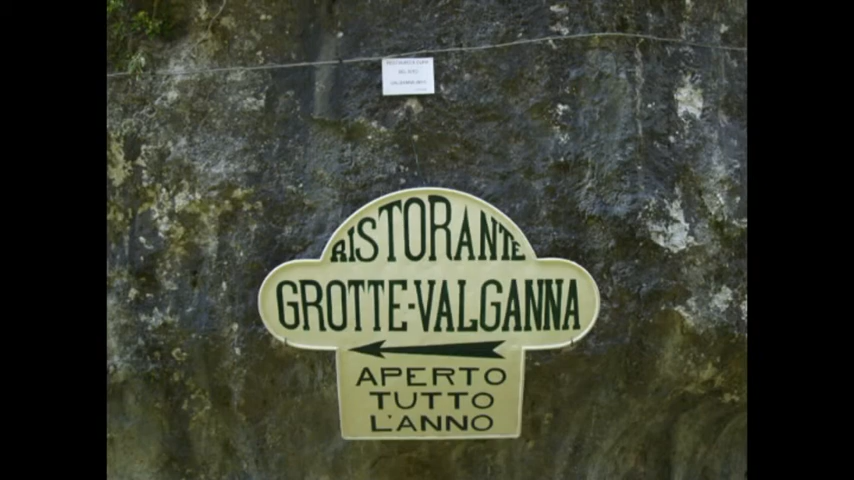 RISTORANTE
GROTTE-VALGANNA
APERTO
TUTTO
L'ANNO